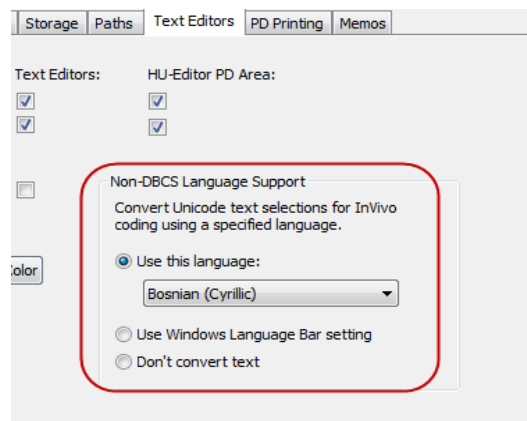 Storage Paths Text Editors PD Printing Memos
Text Editors: HU-Editor PD Area:
Non-DBCS Language Support
Convert Unicode text selections for InVivo
coding using a specified language.
Use this language:
Bosnian (Cyrillic)
Use Windows Language Bar setting
Don't convert text